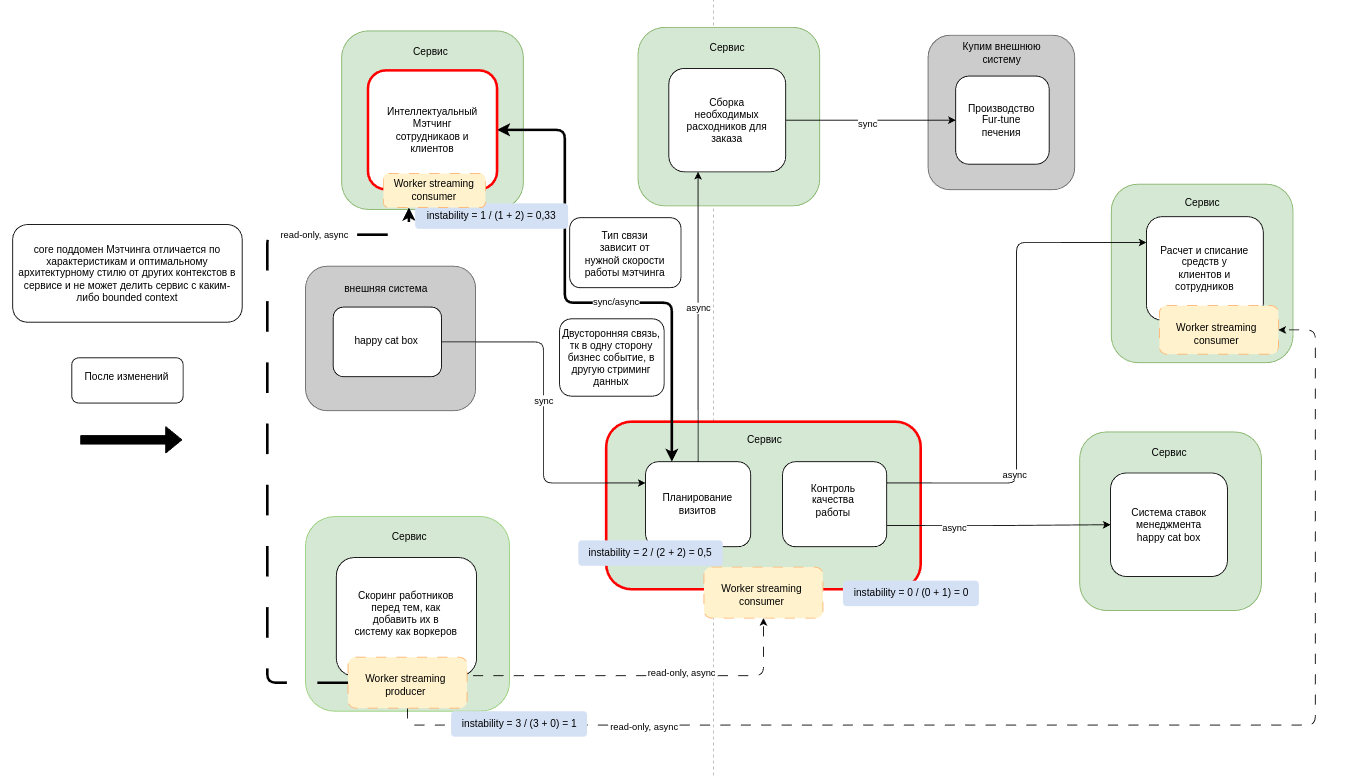 Сервис
Интеллектуальный
Мэтчинг
сотрудникаов и
клиентов
Worker streaming
consumer
instability = 1 / (1 + 2) = 0,33
read-only, async
Сервис
Сборка
необходимых
расходников для
заказа
sync
Купим внешнюю
систему
Производство
Fur-tune
печения
core поддомен Мэтчинга отличается по
характеристикам и оптимальному
архитектурному стилю от других контекстов в
сервисе и не может делить сервис с каким-
либо bounded context
После изменений
внешняя система
happy cat box
sync
Тип связи
зависит от
нужной скорости
работы мэтчинга
sync/async
Двусторонняя связь,
тк в одну сторону
бизнес событие, в
другую стриминг
данных
async
Сервис
Расчет и списание
средств у
клиентов и
сотрудников
Worker streaming
consumer
Сервис
Планирование
визитов
Контроль
качества
работы
instability = 2 / (2 + 2) = 0,5
Worker streaming
consumer
instability = 0 / (0 + 1) = 0
async
async
Сервис
Система ставок
менеджмента
happy cat box
Сервис
Скоринг работников
перед тем, как
добавить их в
систему как воркеров
Worker streaming
producer
instability = 3 / (3 + 0) = 1
read-only, async
read-only, async